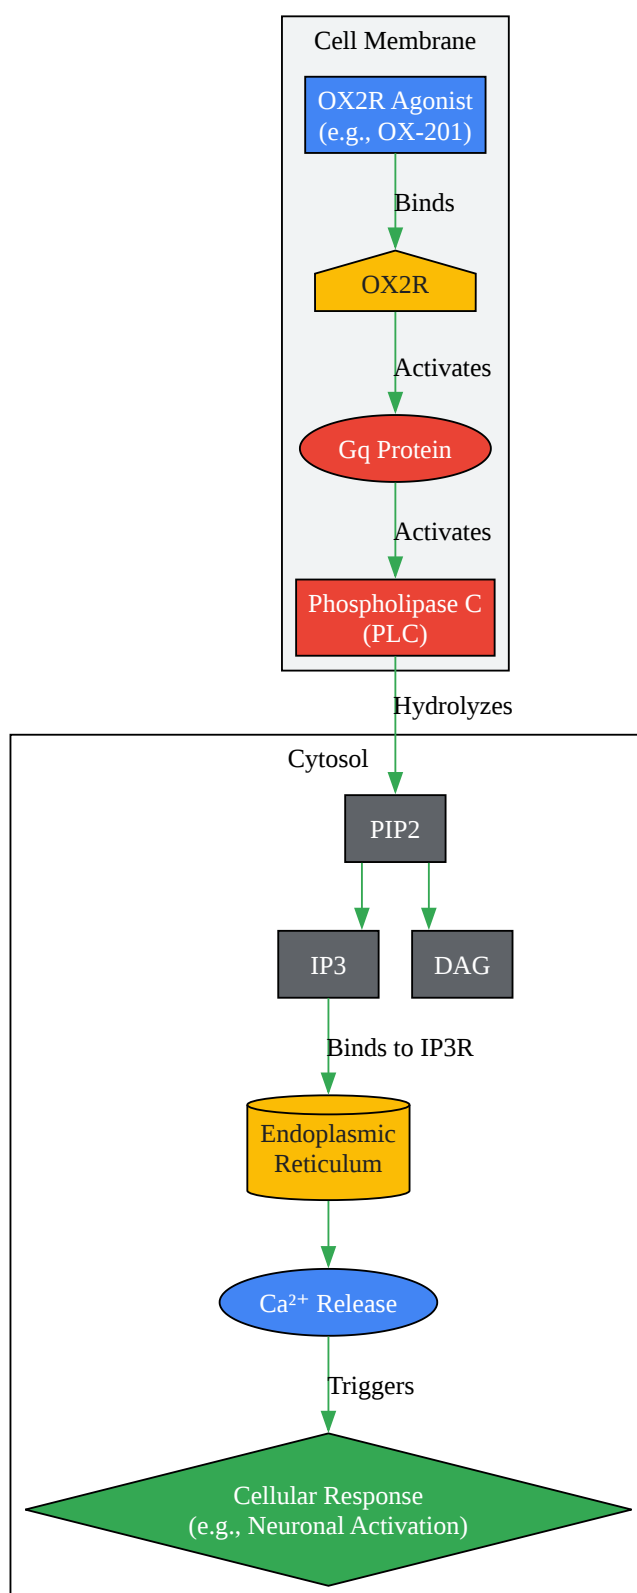 Cell Membrane
OX2R Agonist
(e.g., OX-201)
Binds
OX2R
Activates
Gq Protein
Activates
Phospholipase C
(PLC)
Hydrolyzes
Cytosol
PIP2
IP3
DAG
Binds to IP3R
Endoplasmic
Reticulum
Ca²⁺ Release
Triggers
Cellular Response
(e.g., Neuronal Activation)